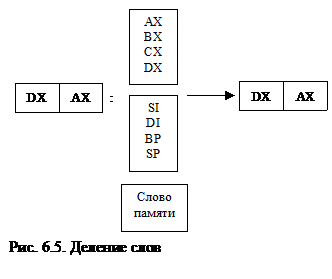 AX
BX
CX
DX
DX AX : DX AX
SI
DI
BP
SP
Слово
памяти
Рис. 6.5. Деление слов